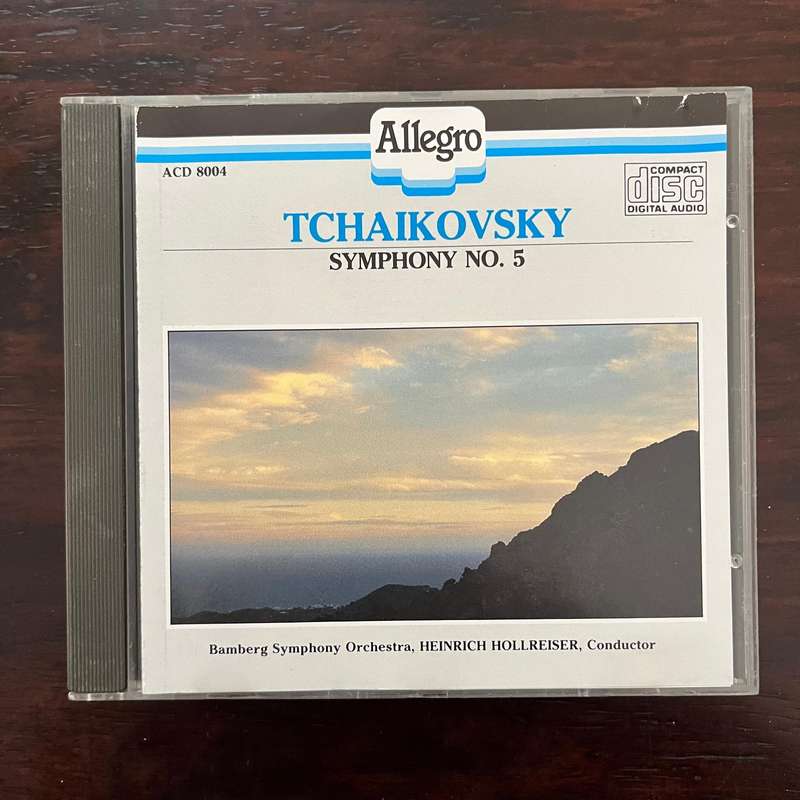 Allegro
ACD 8004
COMPACT
disc
DIGITAL AUDIO
TCHAIKOVSKY
SYMPHONY NO. 5
Bamberg Symphony Orchestra, HEINRICH HOLLREISER, Conductor